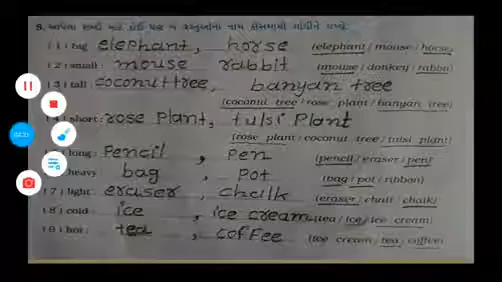 8. આપેલા શબ્દો માટે કોઈ પણ બે વસ્તુઓનાં નામ કૌંસમાંથી શોધીને લખો.
(1) big elephant, horse (elephant / mouse / horse)
(2) small: mouse rabbit (mouse / donkey / rabbit)
(3) tall: coconut tree, banyan tree
(coconut tree / rose plant / banyan tree)
short: rose Plant, tulsi Plant
(rose plant / coconut tree / tulsi plant)
long: Pencil, Pen (pencil / eraser / pen)
heavy bag, Pot (bag / pot / ribbon)
(7) light: eraser, chalk (eraser / chair / chalk)
(8) cold ice, ice cream (tea / ice / ice cream)
(9) hot: tea, coffee (ice cream / tea / coffee)